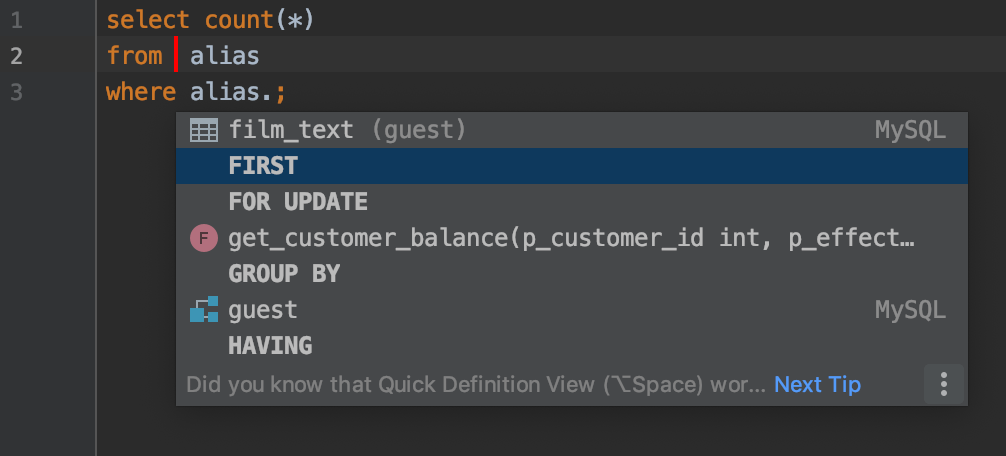 1 select count(*)
2 from alias
3 where alias.;
film_text (guest) MySQL
FIRST
FOR UPDATE
F get_customer_balance(p_customer_id int, p_effect…
GROUP BY
guest MySQL
HAVING
Did you know that Quick Definition View (⌥Space) wor... Next Tip